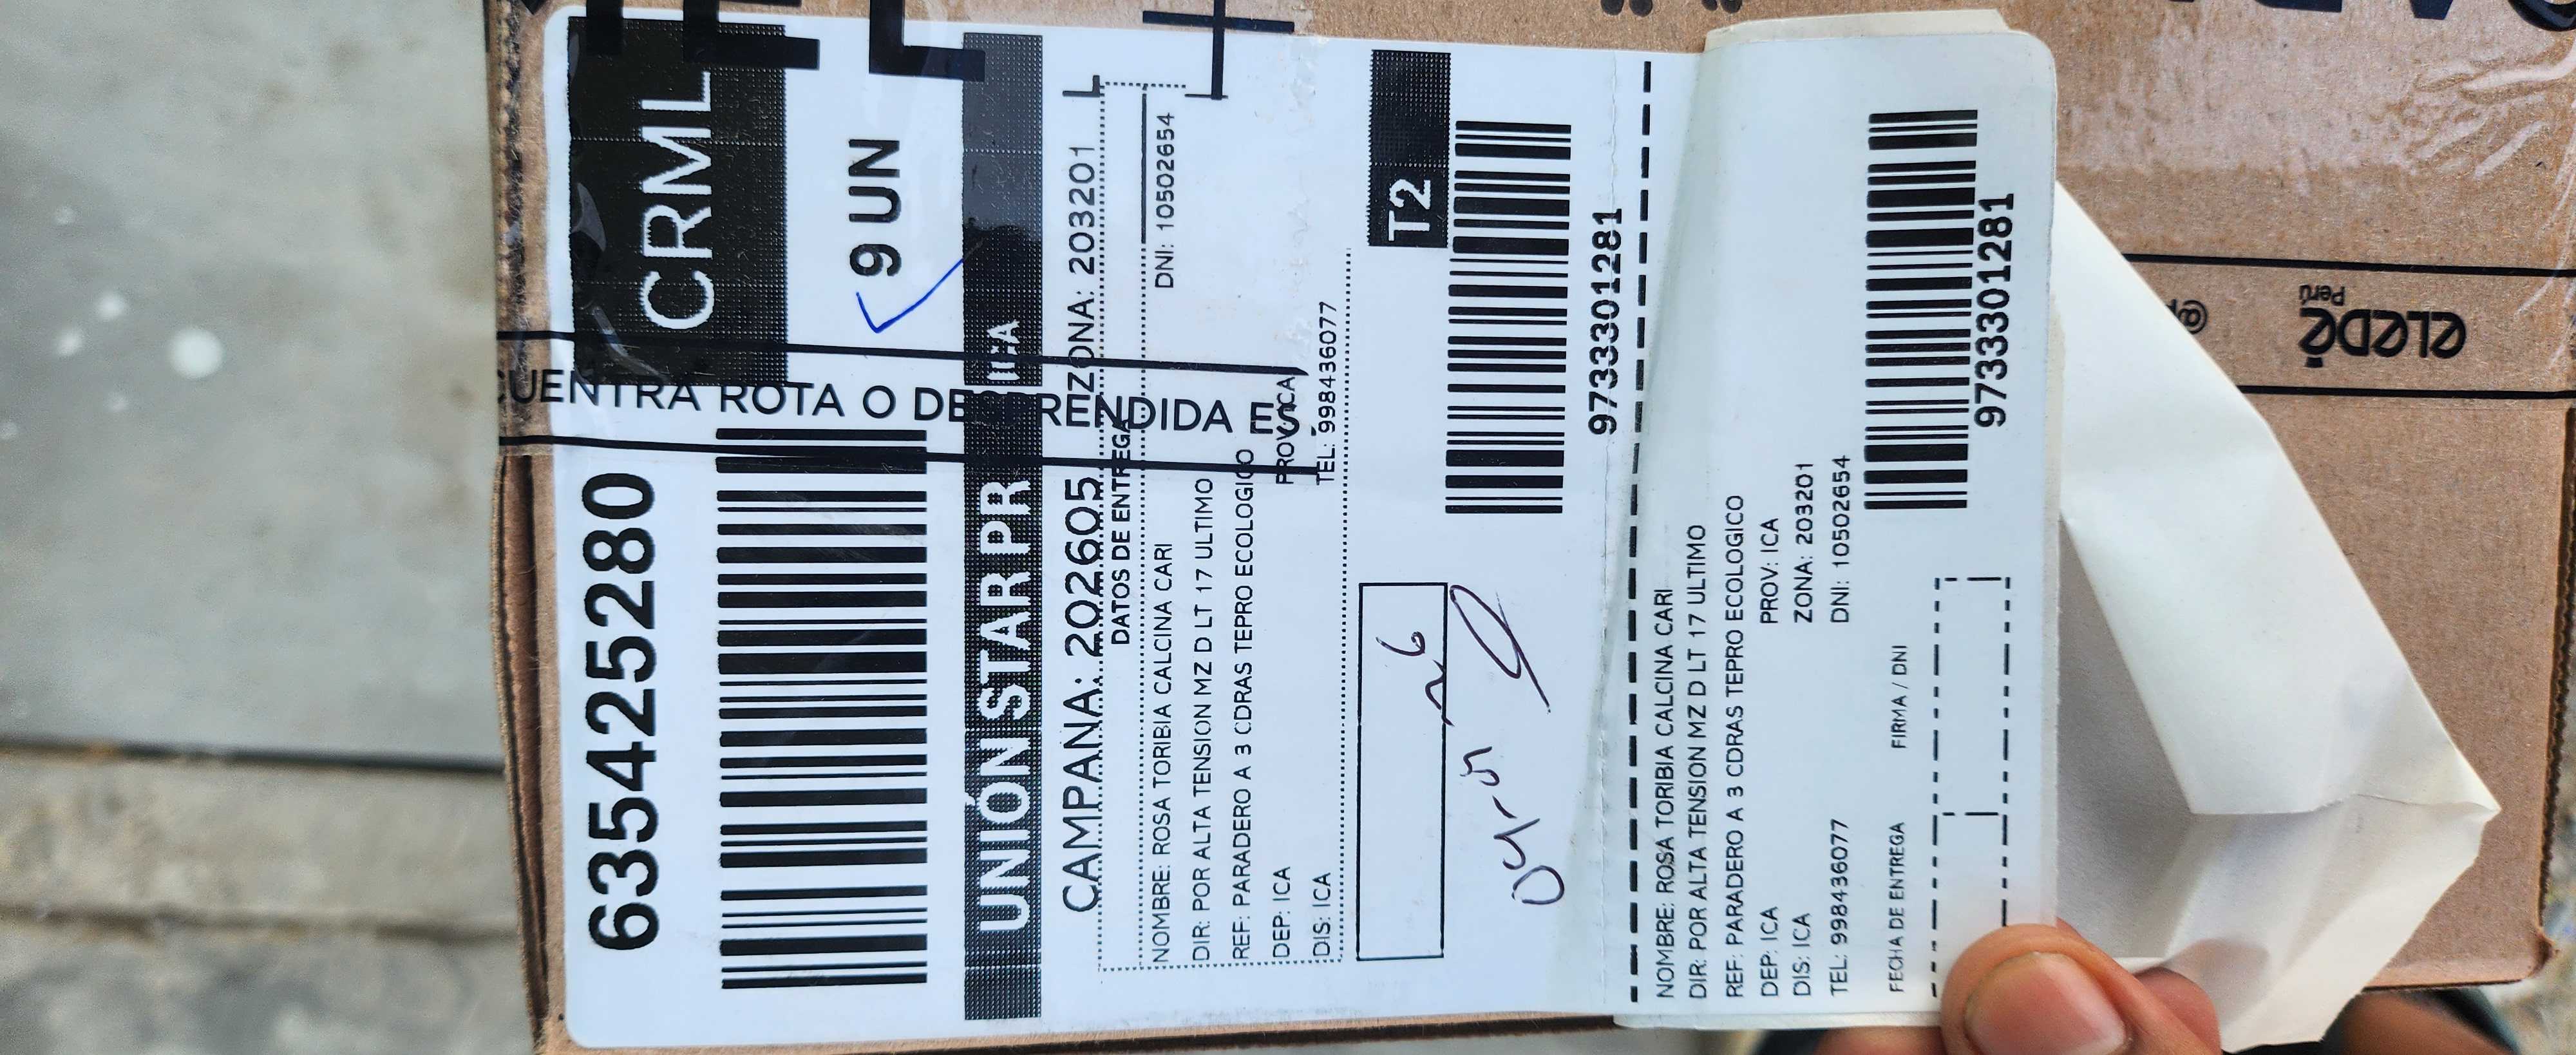 CRML
6354425280
9 UN
CUENTRA ROTA O DE RENDIDA ES
UNIÓN STAR PR
CAMPAÑA: 202605
ZONA: 203201
DATOS DE ENTREGA
NOMBRE: ROSA TORIBIA CALCINA CARI
DNI: 10502654
DIR: POR ALTA TENSION MZ D LT 17 ULTIMO
REF: PARADERO A 3 CDRAS TEPRO ECOLOGICO
DEP: ICA
PROV: ICA
DIS: ICA
TEL: 998436077
T2
9733301281
NOMBRE: ROSA TORIBIA CALCINA CARI
DIR: POR ALTA TENSION MZ D LT 17 ULTIMO
REF: PARADERO A 3 CDRAS TEPRO ECOLOGICO
DEP: ICA PROV: ICA
DIS: ICA ZONA: 203201
TEL: 998436077 DNI: 10502654
FECHA DE ENTREGA FIRMA / DNI
9733301281
eLEPÉ
Perú